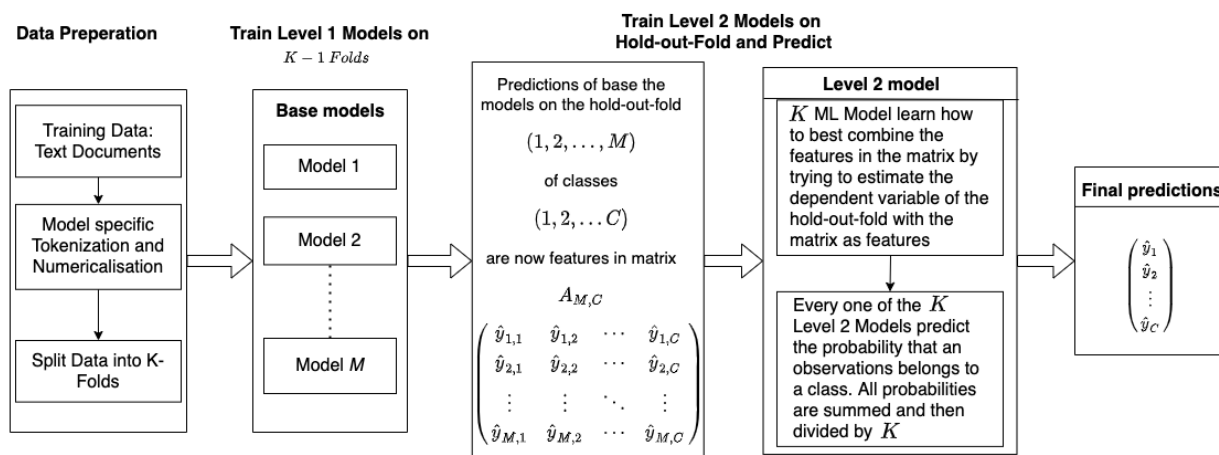 Data Preperation
Training Data:
Text Documents
Model specific
Tokenization and
Numericalisation
Split Data into K-
Folds
Train Level 1 Models on
K − 1 Folds
Base models
Model 1
Model 2
Model M
Train Level 2 Models on
Hold-out-Fold and Predict
Predictions of base the
models on the hold-out-fold
(1, 2, . . . , M)
of classes
(1, 2, . . . C)
are now features in matrix
A_{M,C}
ŷ_{1,1} ŷ_{1,2} ⋯ ŷ_{1,C}
ŷ_{2,1} ŷ_{2,2} ⋯ ŷ_{2,C}
⋮ ⋮ ⋱ ⋮
ŷ_{M,1} ŷ_{M,2} ⋯ ŷ_{M,C}
Level 2 model
K ML Model learn how
to best combine the
features in the matrix by
trying to estimate the
dependent variable of the
hold-out-fold with the
matrix as features
Every one of the K
Level 2 Models predict
the probability that an
observations belongs to
a class. All probabilities
are summed and then
divided by K
Final predictions
ŷ_1
ŷ_2
⋮
ŷ_C